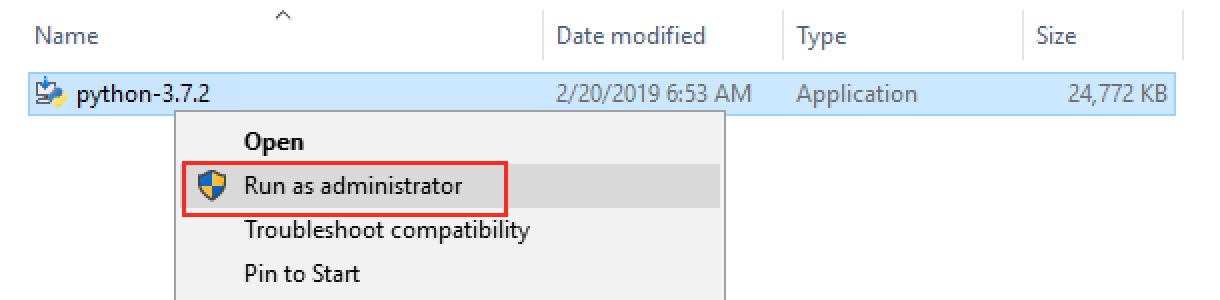 Name Date modified Type Size
python-3.7.2 2/20/2019 6:53 AM Application 24,772 KB
Open
Run as administrator
Troubleshoot compatibility
Pin to Start